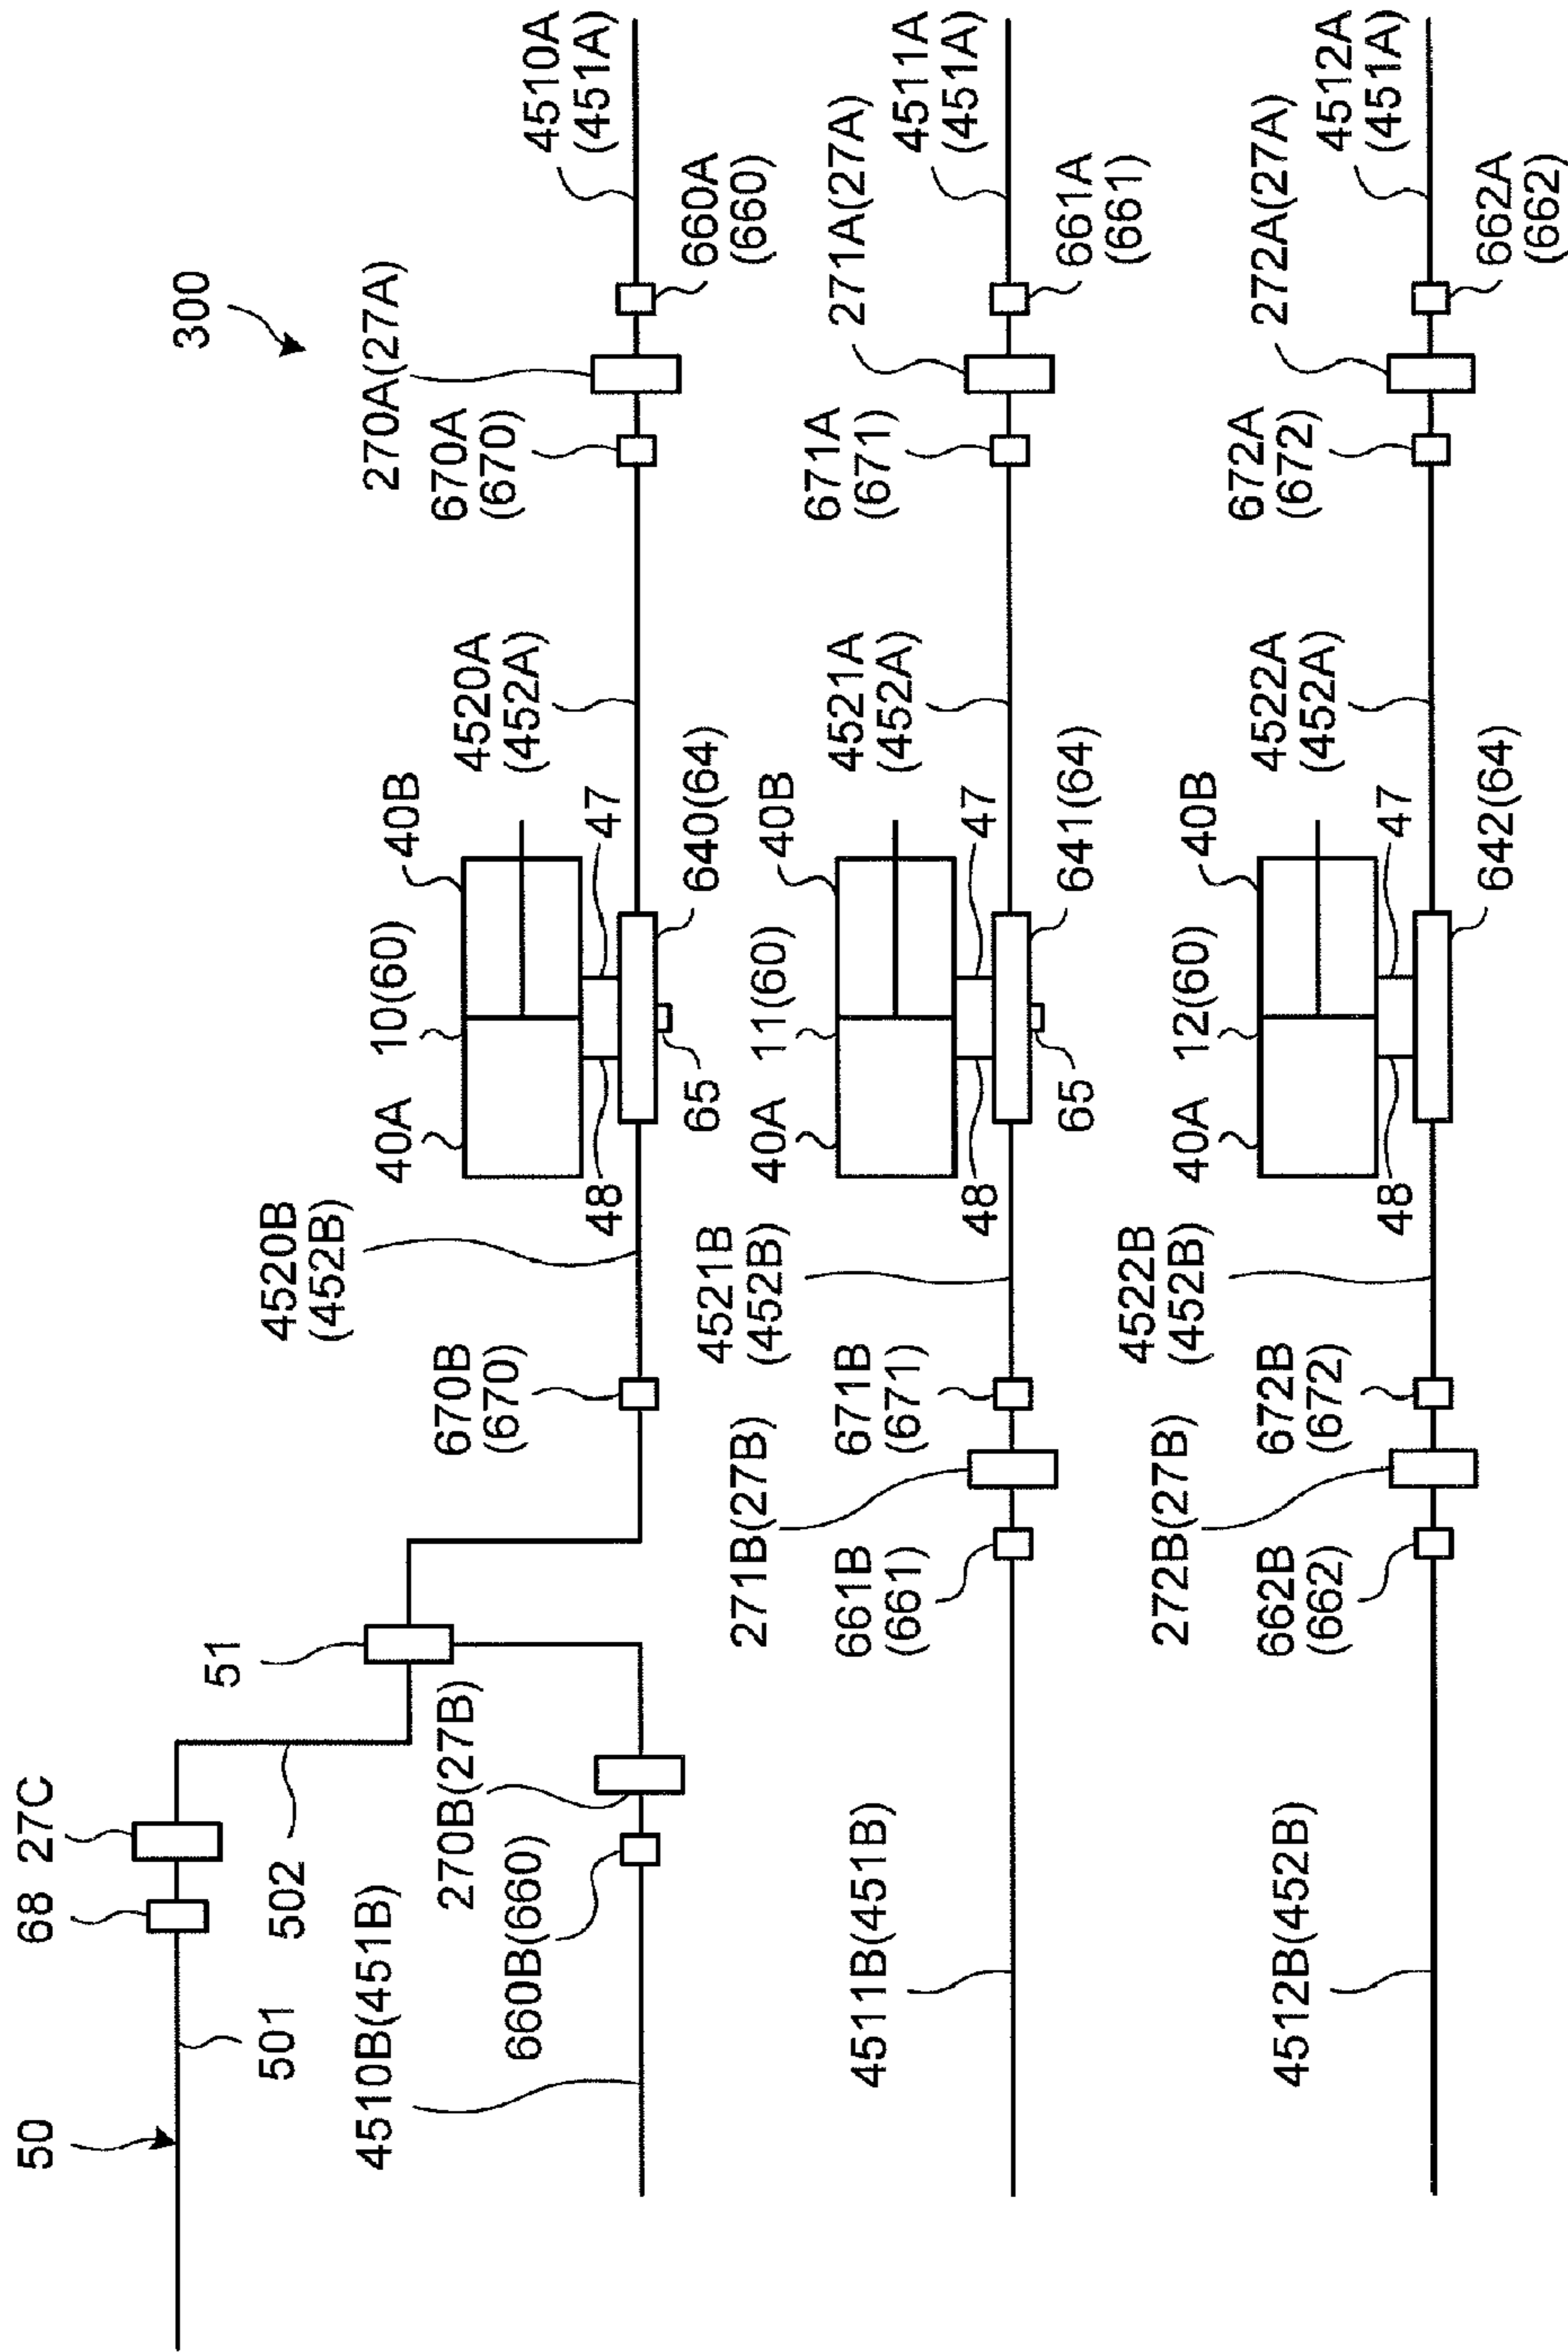 300
50
501
68
27C
502
51
4510B(451B)
660B(660)
270B(27B)
670B
(670)
4520B
(452B)
40A
10(60)
40B
48
47
65
640(64)
4520A
(452A)
670A
(670)
270A(27A)
660A
(660)
4510A
(451A)
4511B(451B)
661B
(661)
271B(27B)
671B
(671)
4521B
(452B)
40A
11(60)
40B
48
47
65
641(64)
4521A
(452A)
671A
(671)
271A(27A)
661A
(661)
4511A
(451A)
4512B(452B)
662B
(662)
272B(27B)
672B
(672)
4522B
(452B)
40A
12(60)
40B
48
47
642(64)
4522A
(452A)
672A
(672)
272A(27A)
662A
(662)
4512A
(451A)